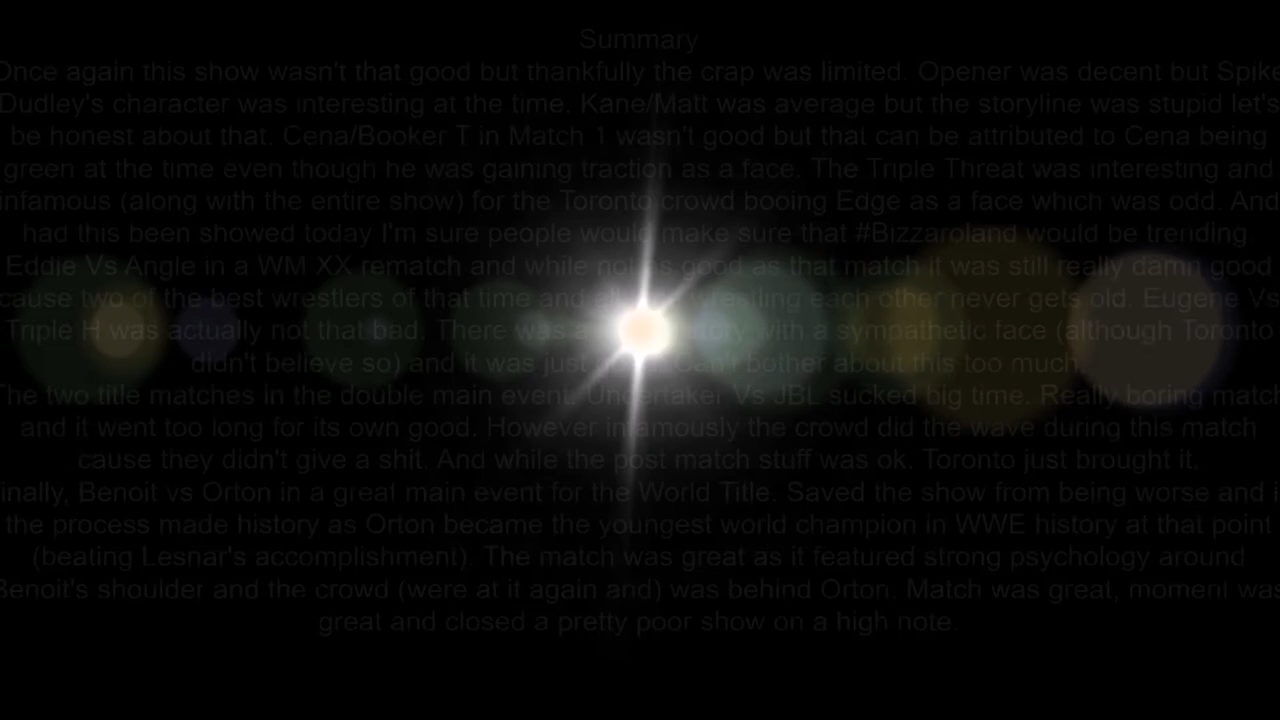 Summary
Once again this show wasn't that good but thankfully the crap was limited. Opener was decent but Spike
Dudley's character was interesting at the time. Kane/Matt was average but the storyline was stupid let's
be honest about that. Cena/Booker T in Match 1 wasn't good but that can be attributed to Cena being
green at the time even though he was gaining traction as a face. The Triple Threat was interesting and
infamous (along with the entire show) for the Toronto crowd booing Edge as a face which was odd. And
had this been showed today I'm sure people would make sure that #Bizzarroland would be trending
Eddie Vs Angle in a WM XX rematch and while not as good as that match it was still really damn good
cause two of the best wrestlers of that time and wrestling each other never gets old. Eugene Vs
Triple H was actually not that bad. There was a with a sympathetic face (although Toronto
didn't believe so) and it was just Can't bother about this too much
The two title matches in the double main event. Undertaker Vs JBL sucked big time. Really boring match
and it went too long for its own good. However infamously the crowd did the wave during this match
cause they didn't give a shit. And while the post match stuff was ok. Toronto just brought it.
inally, Benoit vs Orton in a great main event for the World Title. Saved the show from being worse and i
the process made history as Orton became the youngest world champion in WWE history at that point
(beating Lesnar's accomplishment). The match was great as it featured strong psychology around
Benoit's shoulder and the crowd (were at it again and) was behind Orton. Match was great, moment was
great and closed a pretty poor show on a high note.